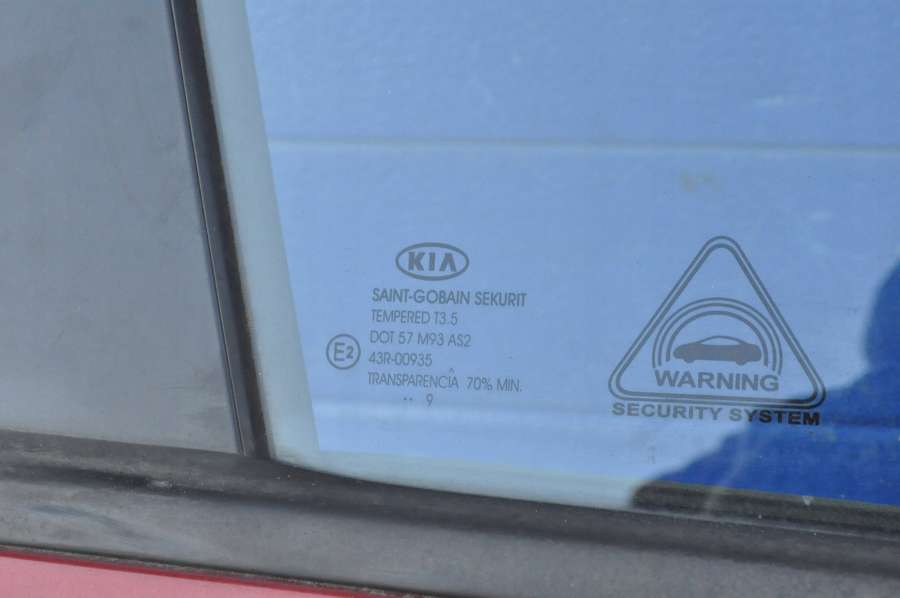 KIA
SAINT-GOBAIN SEKURIT
TEMPERED T3.5
DOT 57 M93 AS2
E2
43R-00935
TRANSPARENCIA 70% MIN.
.. 9
WARNING
SECURITY SYSTEM